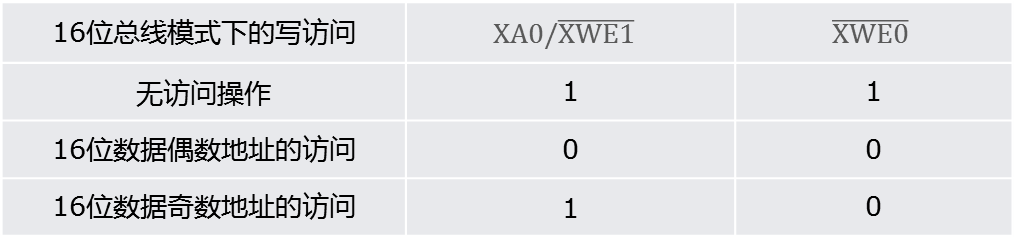 16位总线模式下的写访问 XA0/X̅W̅E̅1̅ X̅W̅E̅0̅
无访问操作 1 1
16位数据偶数地址的访问 0 0
16位数据奇数地址的访问 1 0